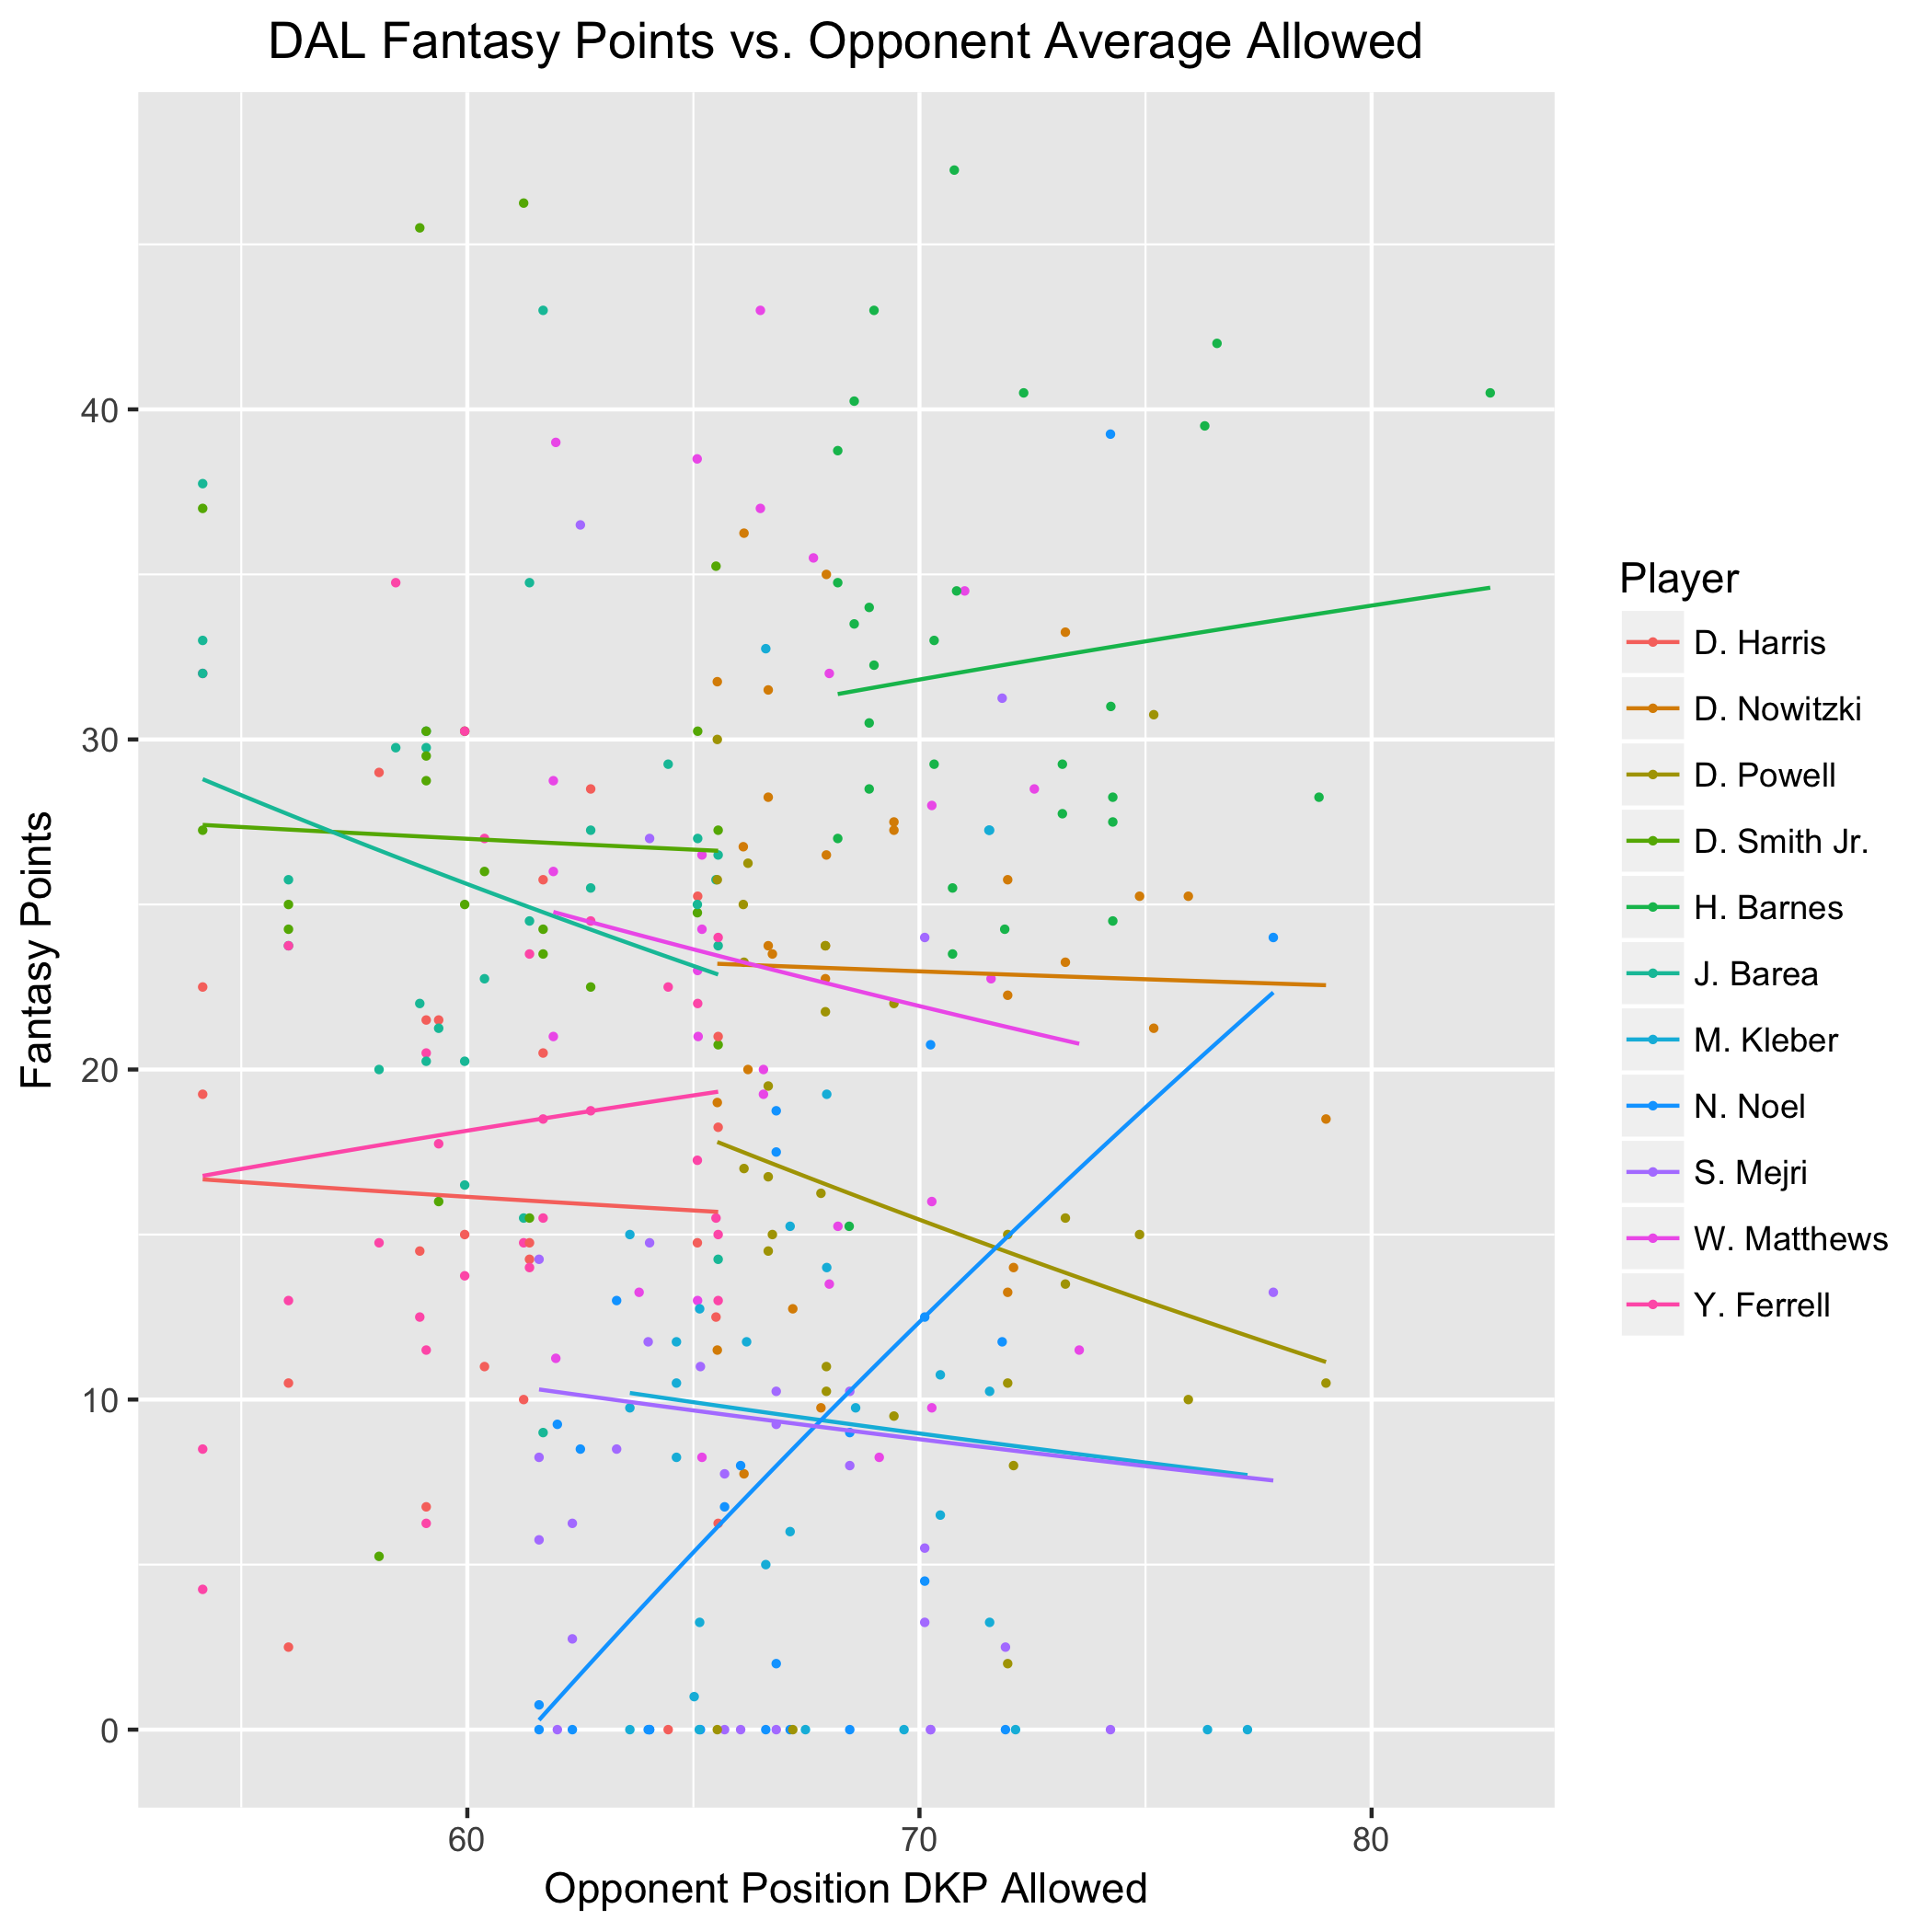 DAL Fantasy Points vs. Opponent Average Allowed
Fantasy Points
40
30
20
10
0
60 70 80
Opponent Position DKP Allowed
Player
D. Harris
D. Nowitzki
D. Powell
D. Smith Jr.
H. Barnes
J. Barea
M. Kleber
N. Noel
S. Mejri
W. Matthews
Y. Ferrell